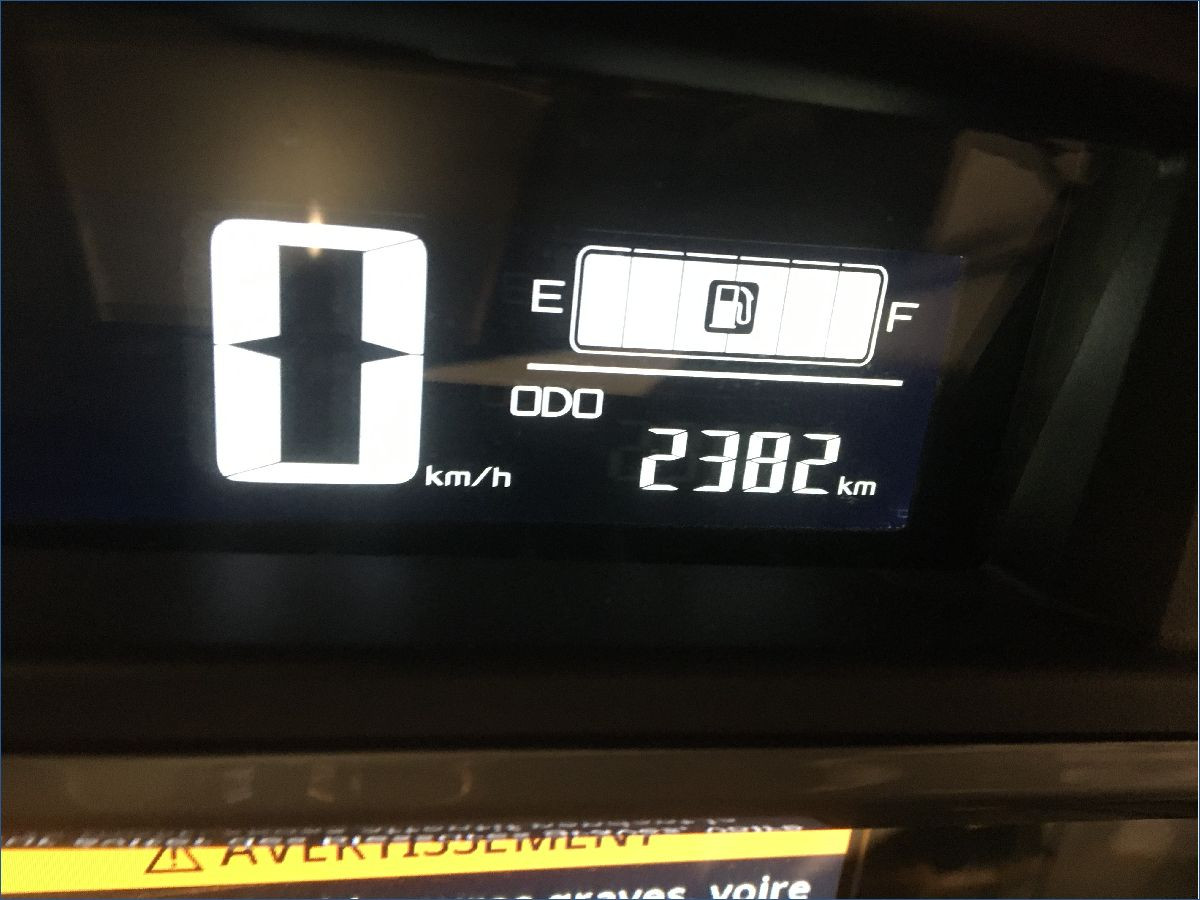 0 km/h
E F
ODO
2382 km
AVERTISSEMENT
graves, voire